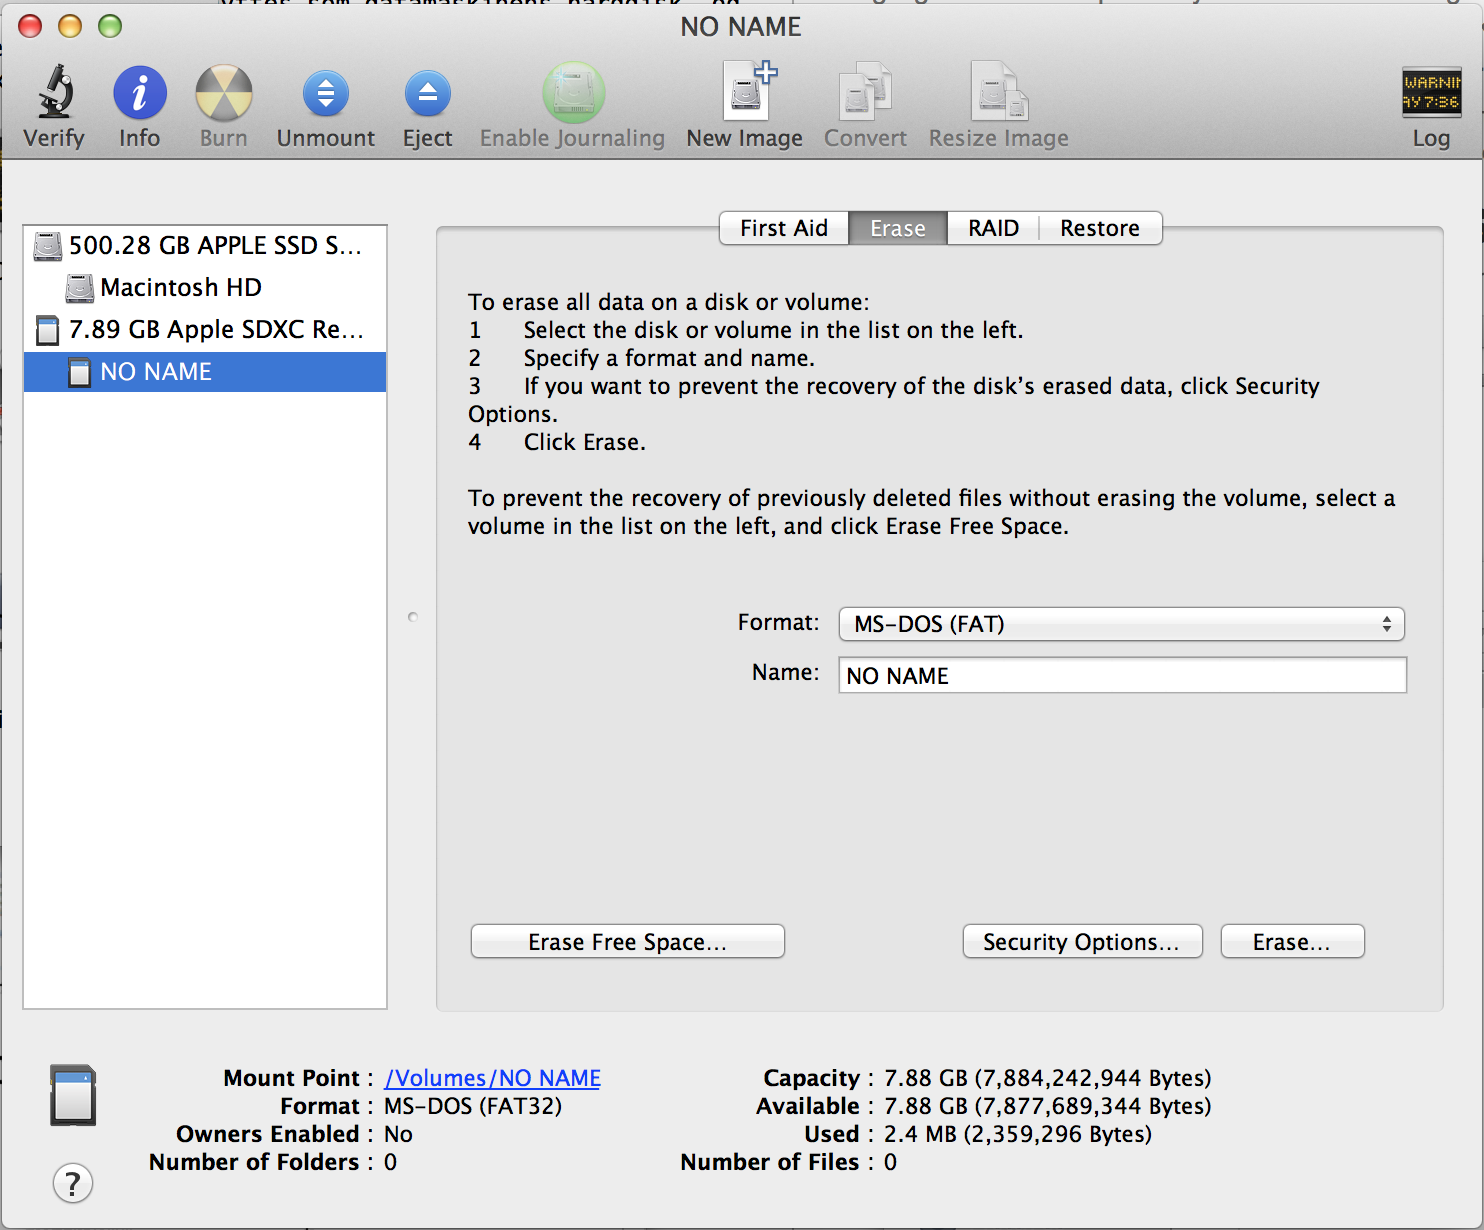 NO NAME
Verify Info Burn Unmount Eject Enable Journaling New Image Convert Resize Image Log
WARNIN
AY 7:86
First Aid Erase RAID Restore
500.28 GB APPLE SSD S...
Macintosh HD
7.89 GB Apple SDXC Re...
NO NAME
To erase all data on a disk or volume:
1 Select the disk or volume in the list on the left.
2 Specify a format and name.
3 If you want to prevent the recovery of the disk’s erased data, click Security
Options.
4 Click Erase.
To prevent the recovery of previously deleted files without erasing the volume, select a
volume in the list on the left, and click Erase Free Space.
Format: MS-DOS (FAT)
Name: NO NAME
Erase Free Space... Security Options... Erase...
Mount Point : /Volumes/NO NAME
Format : MS-DOS (FAT32)
Owners Enabled : No
Number of Folders : 0
Capacity : 7.88 GB (7,884,242,944 Bytes)
Available : 7.88 GB (7,877,689,344 Bytes)
Used : 2.4 MB (2,359,296 Bytes)
Number of Files : 0
?